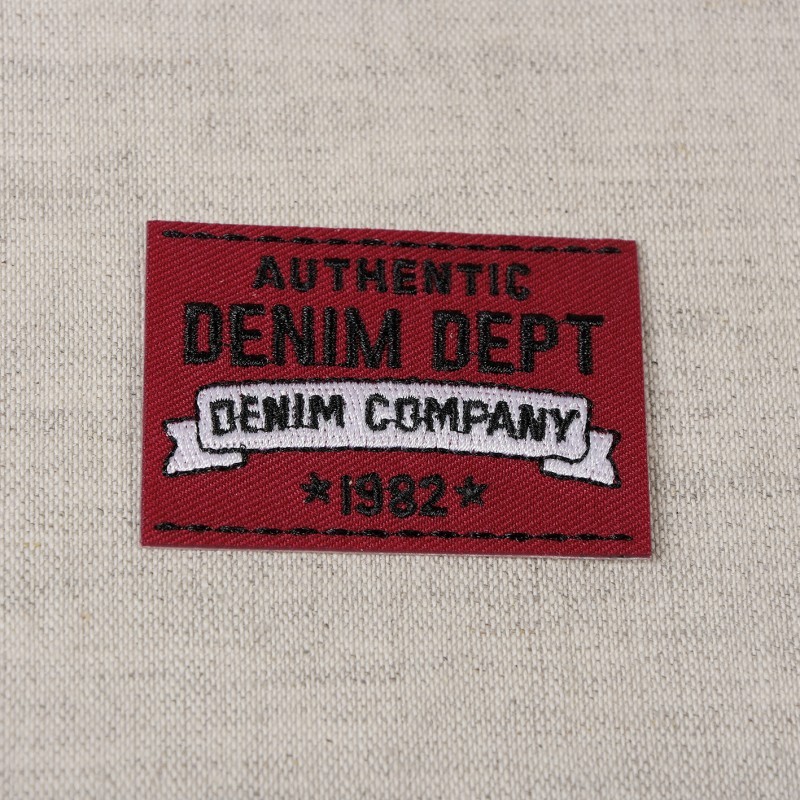 AUTHENTIC
DENIM DEPT
DENIM COMPANY
★1982★